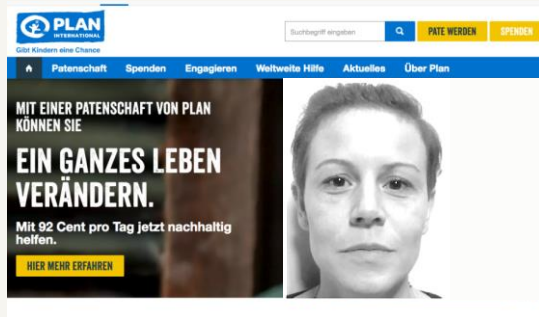 PLAN
INTERNATIONAL
Gibt Kindern eine Chance
Suchbegriff eingeben
PATE WERDEN
SPENDEN
Patenschaft Spenden Engagieren Weltweite Hilfe Aktuelles Über Plan
MIT EINER PATENSCHAFT VON PLAN
KÖNNEN SIE
EIN GANZES LEBEN
VERÄNDERN.
Mit 92 Cent pro Tag jetzt nachhaltig
helfen.
HIER MEHR ERFAHREN